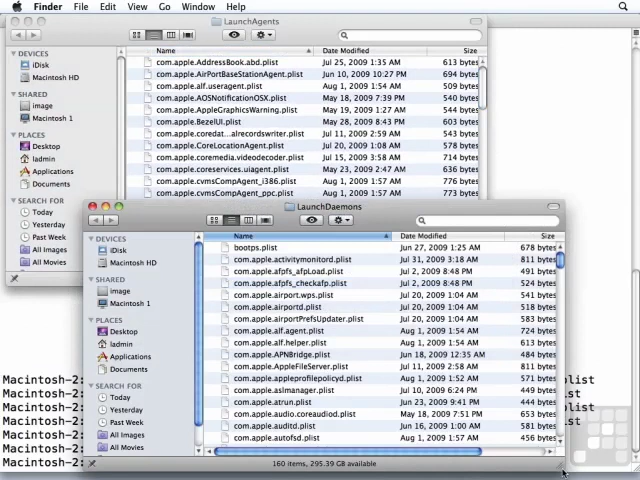 Finder File Edit View Go Window Help
LaunchAgents
Name Date Modified Size
DEVICES
iDisk
Macintosh HD
SHARED
image
Macintosh 1
PLACES
Desktop
ladmin
Applications
Documents
SEARCH FOR
Today
Yesterday
Past Week
All Images
com.apple.AddressBook.abd.plist Jul 25, 2009 1:35 AM 613 bytes
com.apple.AirPortBaseStationAgent.plist Jun 10, 2009 10:27 PM 694 bytes
com.apple.alf.useragent.plist Aug 1, 2009 1:54 AM 509 bytes
com.apple.AOSNotificationOSX.plist May 18, 2009 7:39 PM 540 bytes
com.apple.AppleGraphicsWarning.plist May 19, 2009 1:27 AM 544 bytes
com.apple.BezelUI.plist May 28, 2009 8:43 PM 603 bytes
com.apple.coredat...alrecordswriter.plist Jul 11, 2009 2:59 AM 543 bytes
com.apple.CoreLocationAgent.plist Jul 20, 2009 1:08 AM 578 bytes
com.apple.coremedia.videodecoder.plist Jul 15, 2009 3:58 AM 714 bytes
com.apple.coreservices.uiagent.plist May 23, 2009 2:47 AM 636 bytes
com.apple.cvmsCompAgent_i386.plist Aug 1, 2009 1:57 AM 776 bytes
com.apple.cvmsCompAgent_ppc.plist Aug 1, 2009 1:57 AM 773 bytes
LaunchDaemons
Name Date Modified Size
DEVICES
iDisk
Macintosh HD
SHARED
image
Macintosh 1
PLACES
Desktop
ladmin
Applications
Documents
SEARCH FOR
Today
Yesterday
Past Week
All Images
All Movies
bootps.plist Jun 27, 2009 1:25 AM 678 bytes
com.apple.activitymonitord.plist Jul 31, 2009 3:18 AM 811 bytes
com.apple.afpfs_afpLoad.plist Jul 2, 2009 8:48 PM 491 bytes
com.apple.afpfs_checkafp.plist Jul 2, 2009 8:48 PM 524 bytes
com.apple.airport.wps.plist Jul 20, 2009 1:04 AM 541 bytes
com.apple.airportd.plist Jul 20, 2009 1:04 AM 518 bytes
com.apple.airportPrefsUpdater.plist Jul 20, 2009 1:04 AM 583 bytes
com.apple.alf.agent.plist Aug 1, 2009 1:54 AM 724 bytes
com.apple.alf.helper.plist Aug 1, 2009 1:54 AM 613 bytes
com.apple.APNBridge.plist Jun 18, 2009 12:35 AM 484 bytes
com.apple.AppleFileServer.plist Jul 11, 2009 2:58 AM 811 bytes
com.apple.appleprofilepolicyd.plist Aug 1, 2009 1:52 AM 571 bytes
com.apple.aslmanager.plist Jul 10, 2009 6:24 PM 449 bytes
com.apple.atrun.plist Jun 23, 2009 9:41 AM 444 bytes
com.apple.audio.coreaudiod.plist May 18, 2009 7:51 PM 653 bytes
com.apple.auditd.plist Jun 16, 2009 1:00 AM 581 bytes
com.apple.autofsd.plist Aug 1, 2009 1:57 AM 456 bytes
160 items, 295.39 GB available
Macintosh-2: plist
Macintosh-2: st
Macintosh-2: plist
Macintosh-2: st
Macintosh-2:
Macintosh-2:
Macintosh-2: